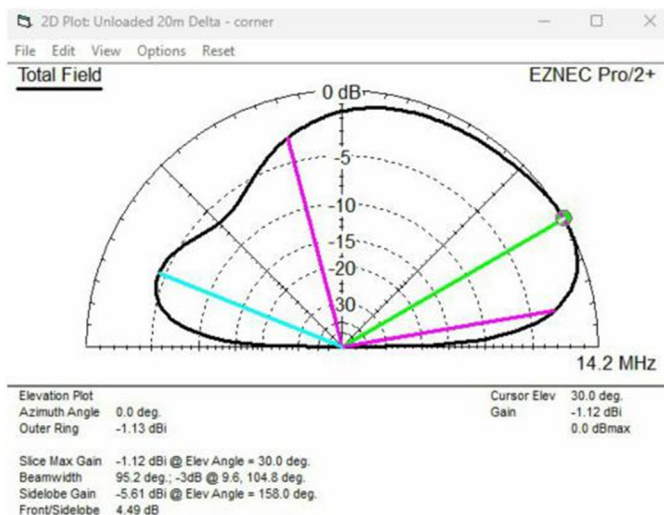 2D Plot: Unloaded 20m Delta - corner
File Edit View Options Reset
Total Field EZNEC Pro/2+
0 dB
-5
-10
-15
-20
30
14.2 MHz
Elevation Plot Cursor Elev 30.0 deg.
Azimuth Angle 0.0 deg. Gain -1.12 dBi
Outer Ring -1.13 dBi 0.0 dBmax
Slice Max Gain -1.12 dBi @ Elev Angle = 30.0 deg.
Beamwidth 95.2 deg.; -3dB @ 9.6, 104.8 deg.
Sidelobe Gain -5.61 dBi @ Elev Angle = 158.0 deg.
Front/Sidelobe 4.49 dB